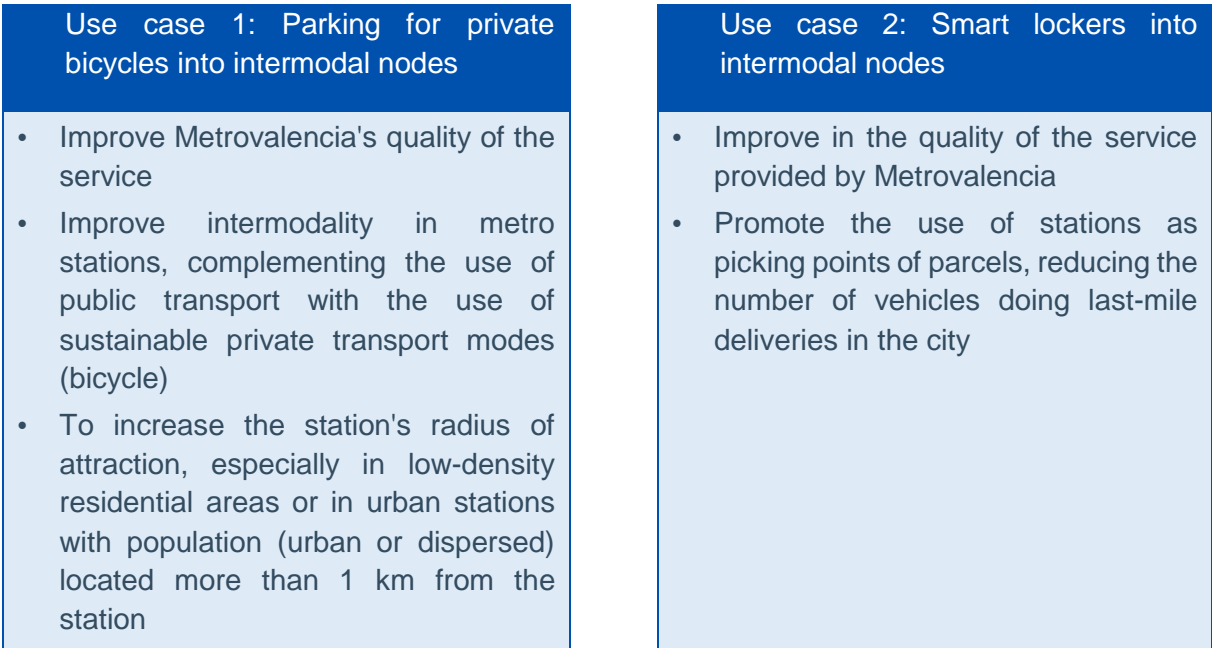 Use case 1: Parking for private
bicycles into intermodal nodes
• Improve Metrovalencia's quality of the
service
• Improve intermodality in metro
stations, complementing the use of
public transport with the use of
sustainable private transport modes
(bicycle)
• To increase the station's radius of
attraction, especially in low-density
residential areas or in urban stations
with population (urban or dispersed)
located more than 1 km from the
station
Use case 2: Smart lockers into
intermodal nodes
• Improve in the quality of the service
provided by Metrovalencia
• Promote the use of stations as
picking points of parcels, reducing the
number of vehicles doing last-mile
deliveries in the city